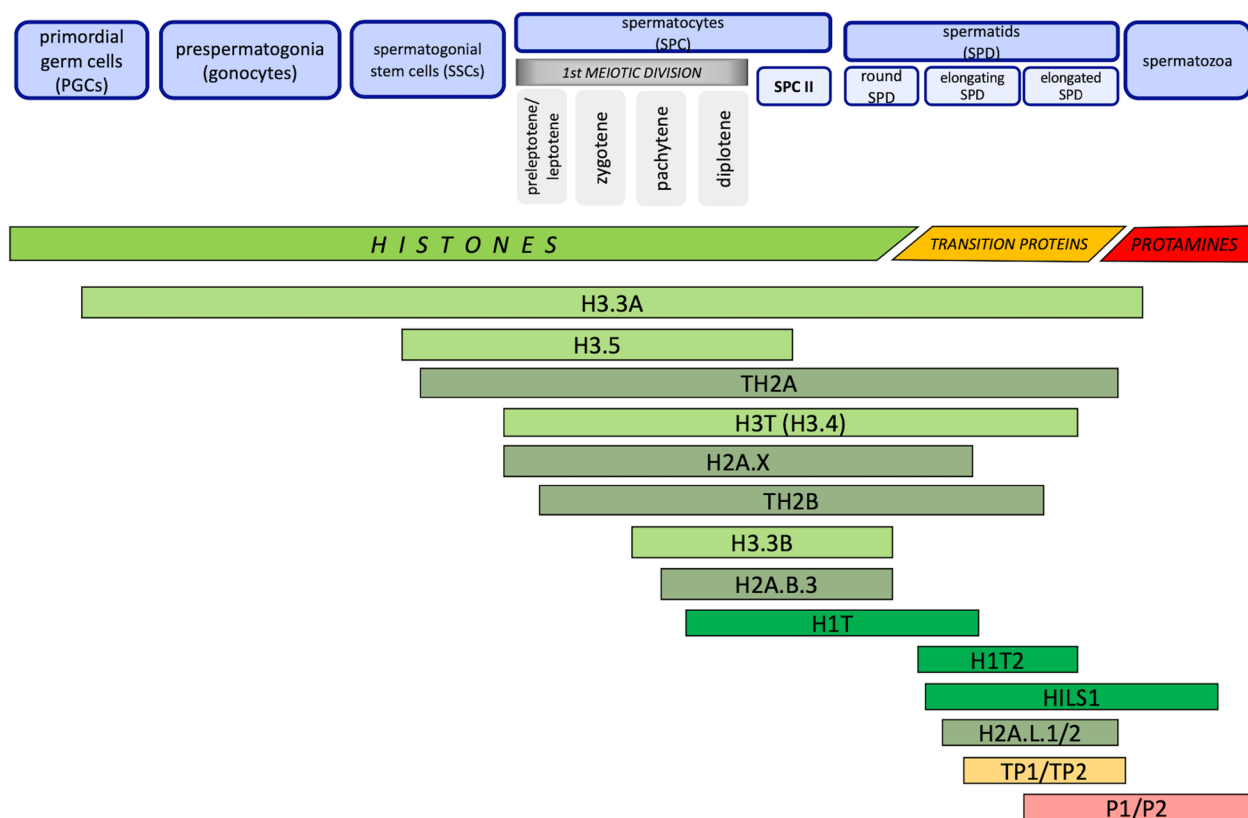 primordial
germ cells
(PGCs)
prespermatogonia
(gonocytes)
spermatogonial
stem cells (SSCs)
spermatocytes
(SPC)
1st MEIOTIC DIVISION
preleptotene/
leptotene
zygotene
pachytene
diplotene
SPC II
spermatids
(SPD)
round
SPD
elongating
SPD
elongated
SPD
spermatozoa
HISTONES
TRANSITION PROTEINS
PROTAMINES
H3.3A
H3.5
TH2A
H3T (H3.4)
H2A.X
TH2B
H3.3B
H2A.B.3
H1T
H1T2
HILS1
H2A.L.1/2
TP1/TP2
P1/P2